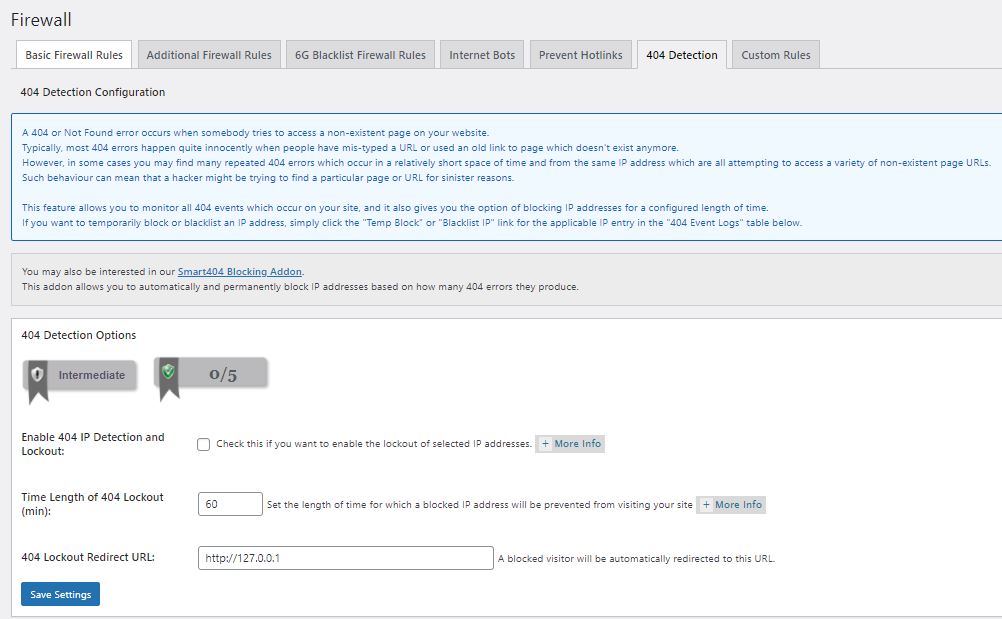 Firewall
Basic Firewall Rules Additional Firewall Rules 6G Blacklist Firewall Rules Internet Bots Prevent Hotlinks 404 Detection Custom Rules
404 Detection Configuration
A 404 or Not Found error occurs when somebody tries to access a non-existent page on your website.
Typically, most 404 errors happen quite innocently when people have mis-typed a URL or used an old link to page which doesn't exist anymore.
However, in some cases you may find many repeated 404 errors which occur in a relatively short space of time and from the same IP address which are all attempting to access a variety of non-existent page URLs.
Such behaviour can mean that a hacker might be trying to find a particular page or URL for sinister reasons.
This feature allows you to monitor all 404 events which occur on your site, and it also gives you the option of blocking IP addresses for a configured length of time.
If you want to temporarily block or blacklist an IP address, simply click the "Temp Block" or "Blacklist IP" link for the applicable IP entry in the "404 Event Logs" table below.
You may also be interested in our Smart404 Blocking Addon.
This addon allows you to automatically and permanently block IP addresses based on how many 404 errors they produce.
404 Detection Options
Intermediate 0/5
Enable 404 IP Detection and
Lockout:
Check this if you want to enable the lockout of selected IP addresses. + More Info
Time Length of 404 Lockout
(min):
60 Set the length of time for which a blocked IP address will be prevented from visiting your site + More Info
404 Lockout Redirect URL: http://127.0.0.1 A blocked visitor will be automatically redirected to this URL.
Save Settings